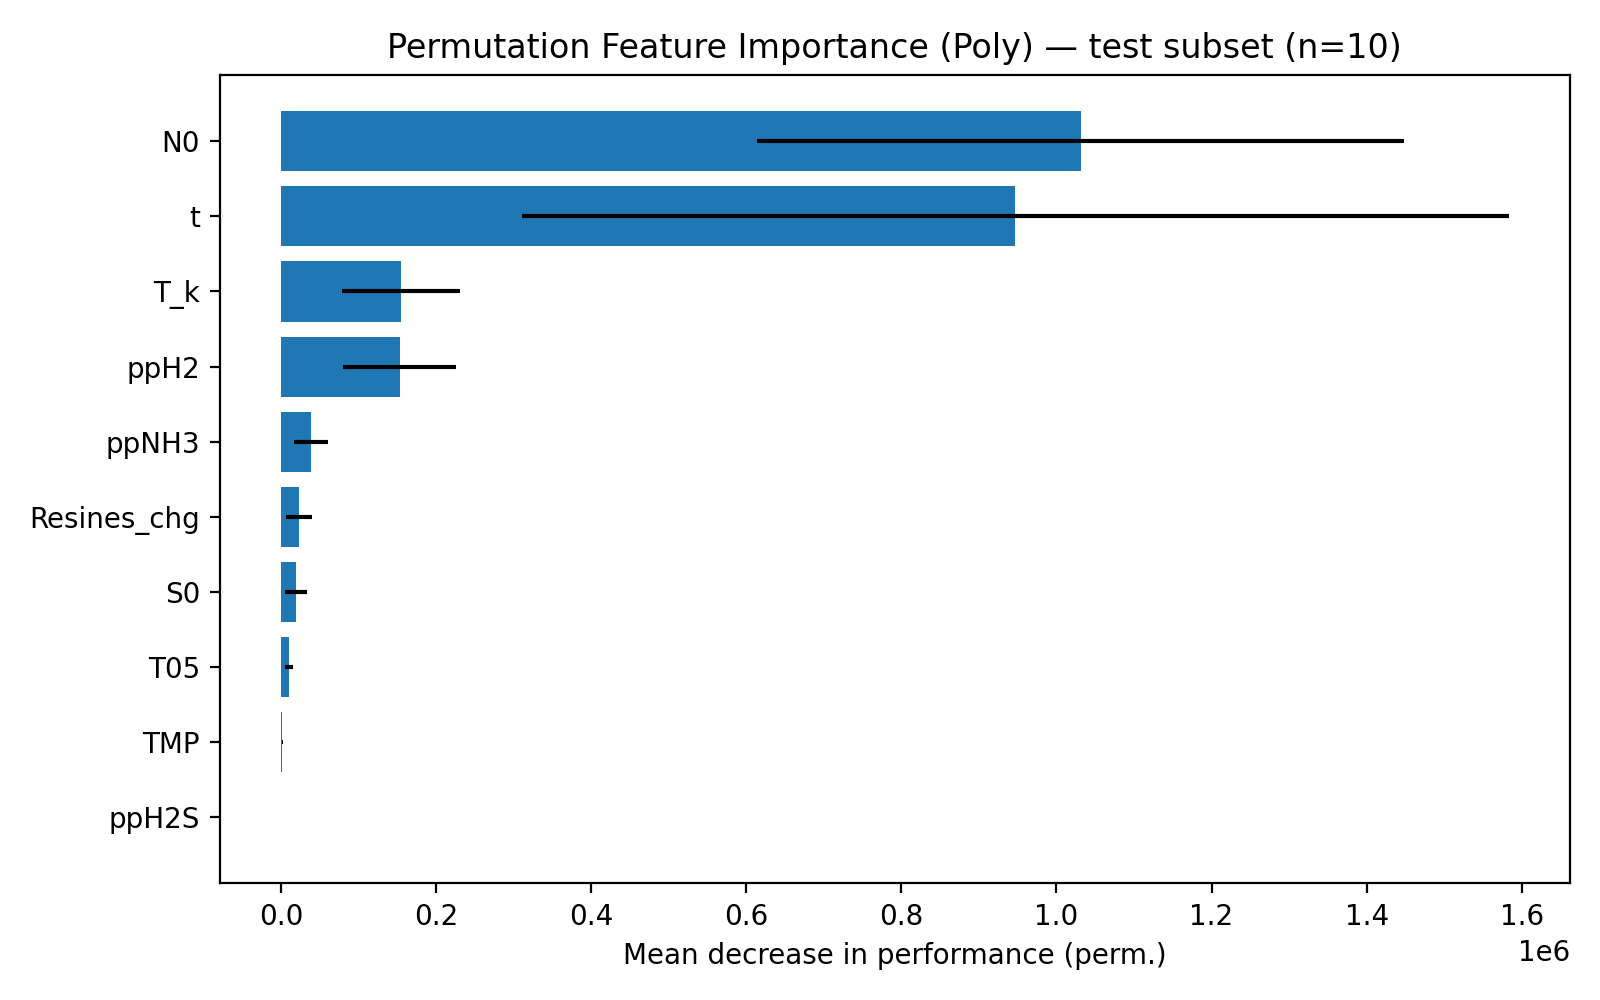 Permutation Feature Importance (Poly) — test subset (n=10)
N0
t
T_k
ppH2
ppNH3
Resines_chg
S0
T05
TMP
ppH2S
0.0 0.2 0.4 0.6 0.8 1.0 1.2 1.4 1.6
1e6
Mean decrease in performance (perm.)